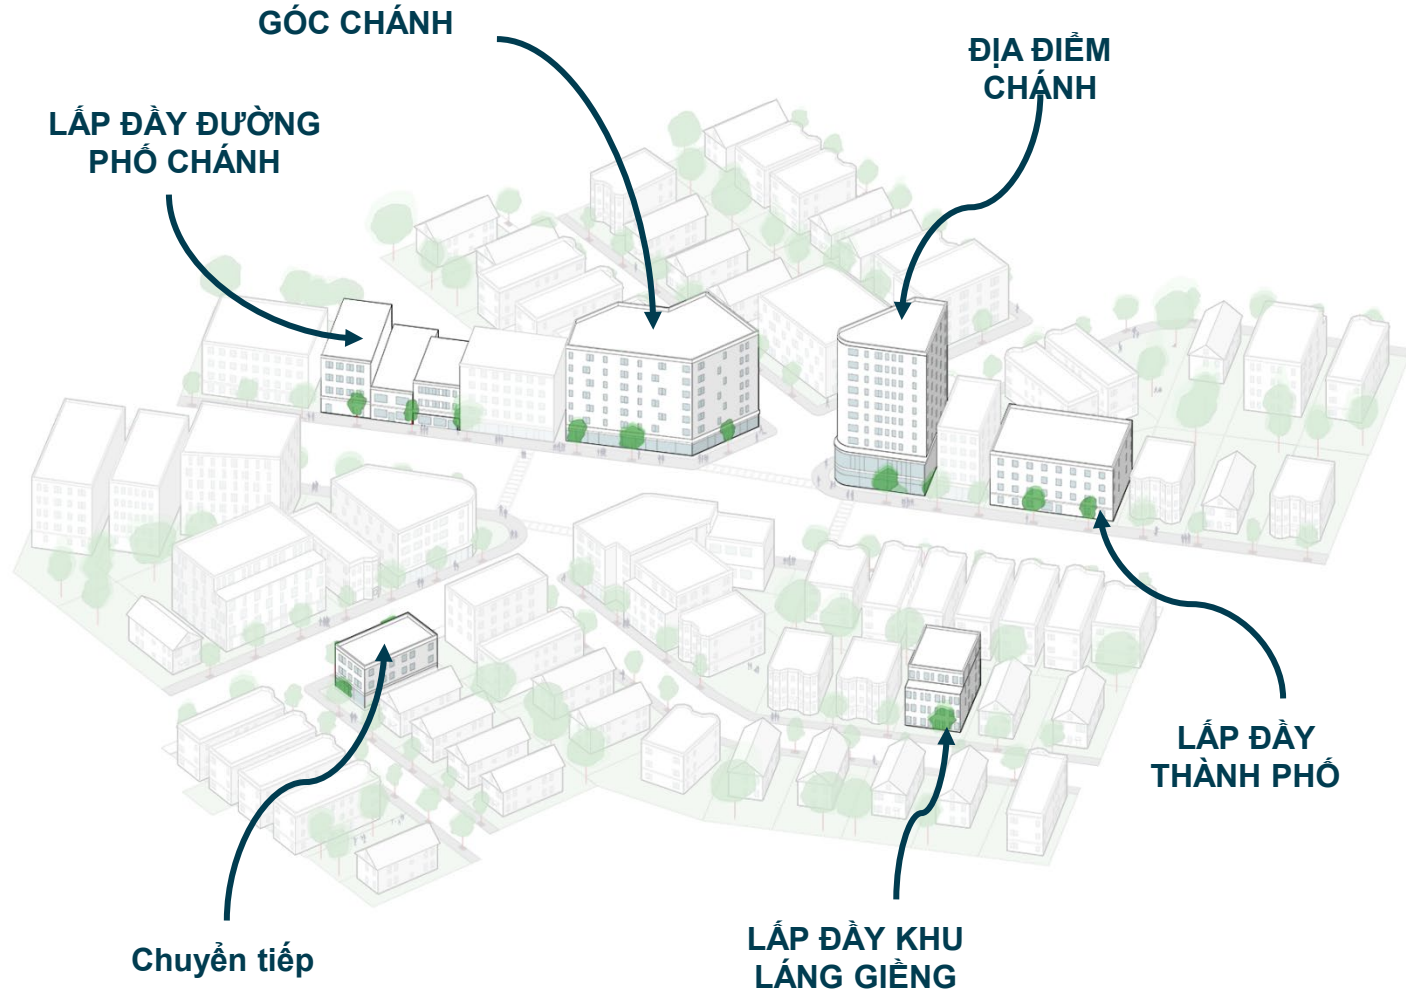 GÓC CHÁNH
ĐỊA ĐIỂM
CHÁNH
LẤP ĐẦY ĐƯỜNG
PHỐ CHÁNH
LẤP ĐẦY
THÀNH PHỐ
LẤP ĐẦY KHU
LÁNG GIỀNG
Chuyển tiếp